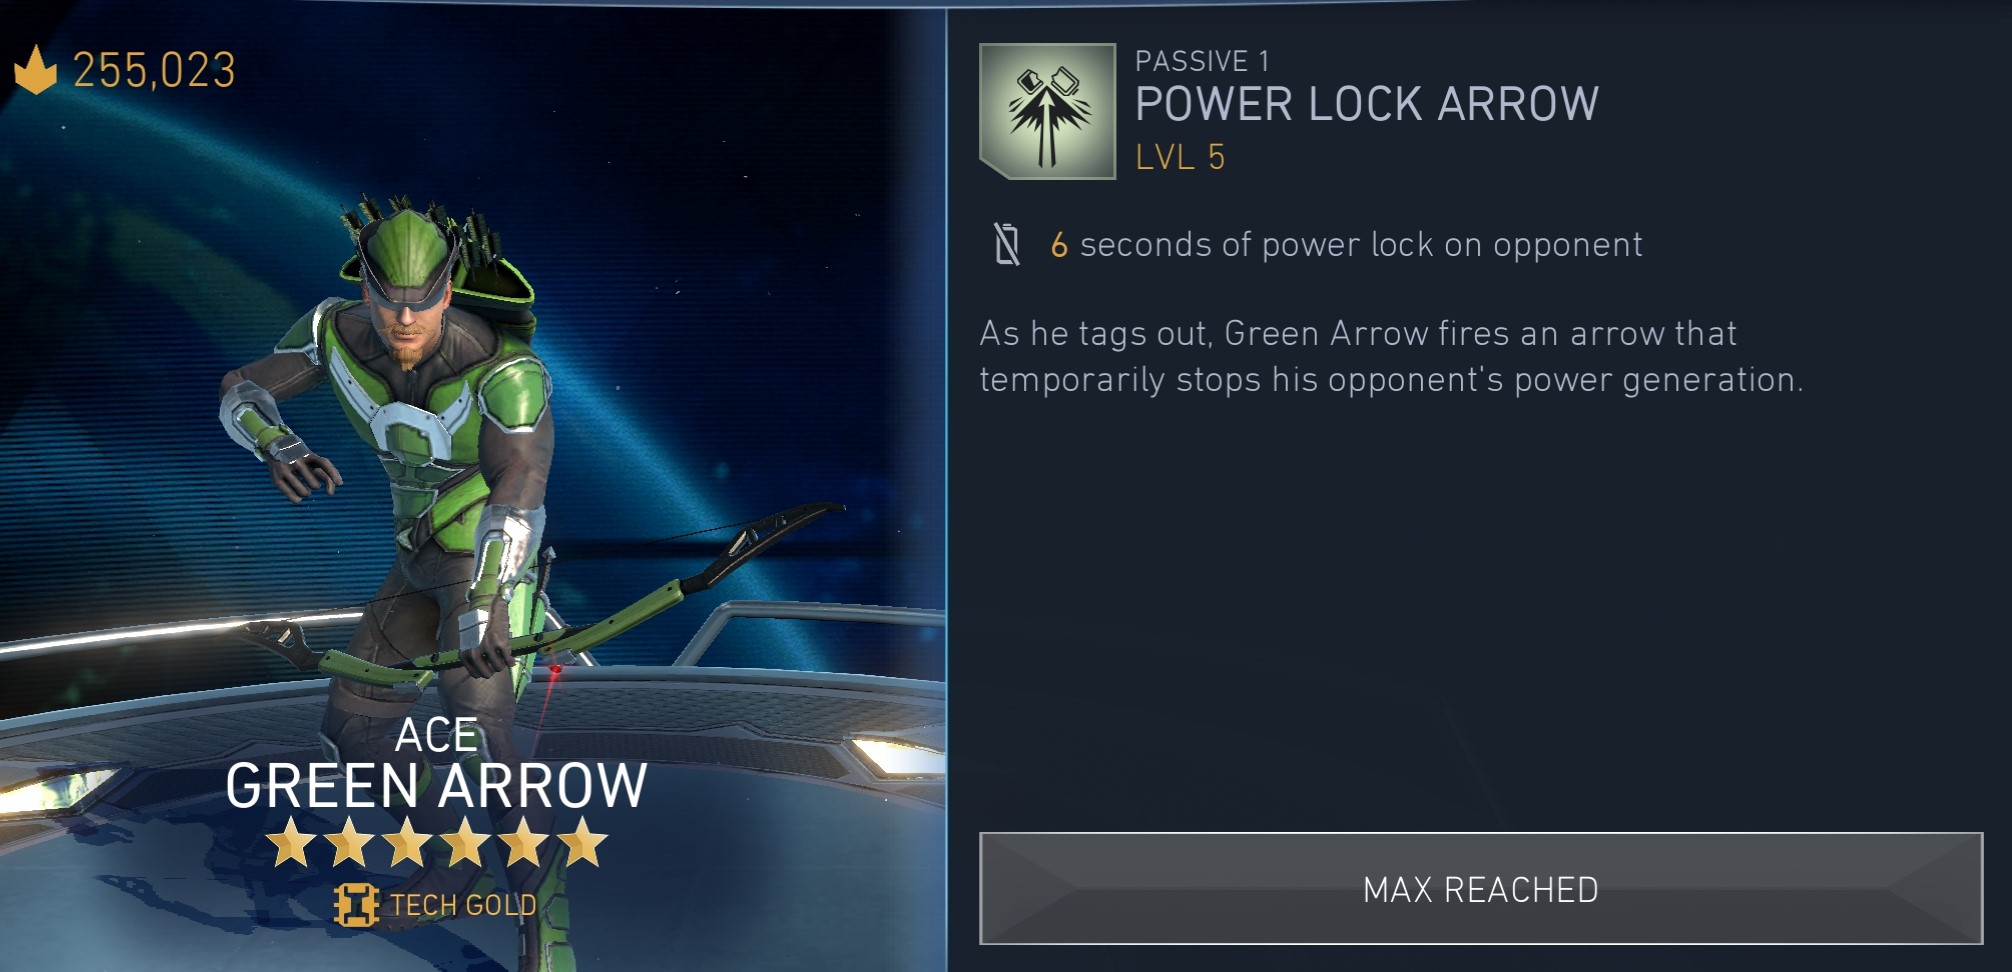 255,023
PASSIVE 1
POWER LOCK ARROW
LVL 5
6 seconds of power lock on opponent
As he tags out, Green Arrow fires an arrow that
temporarily stops his opponent's power generation.
ACE
GREEN ARROW
TECH GOLD
MAX REACHED